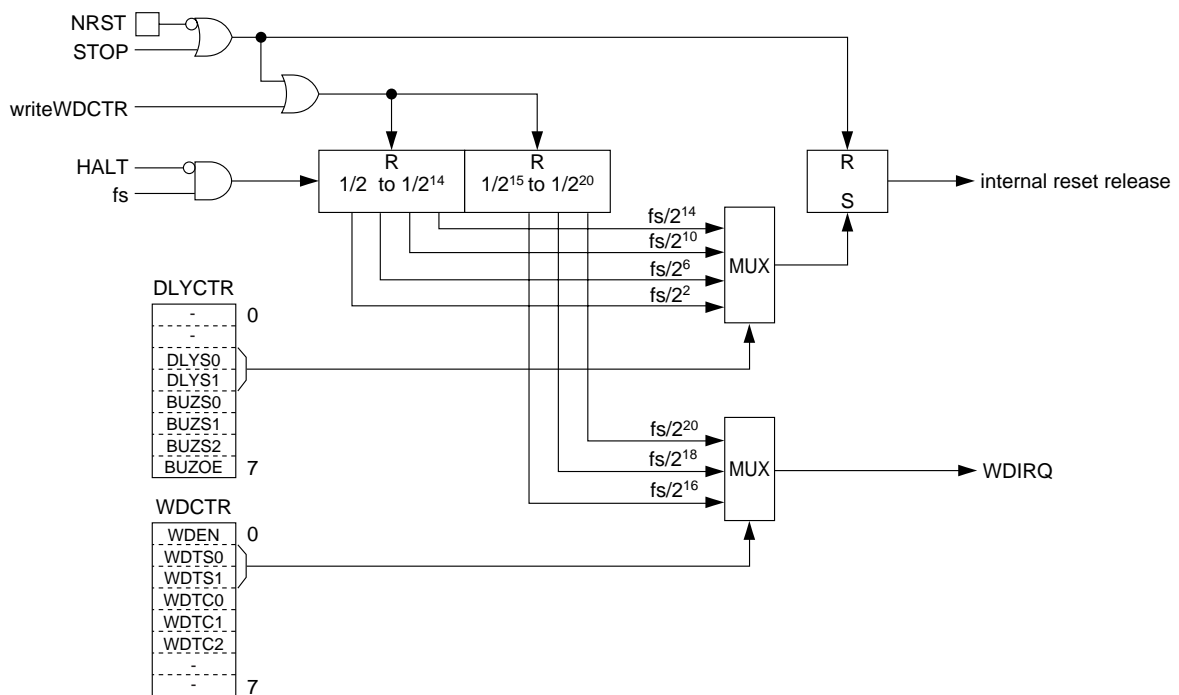 NRST
STOP
writeWDCTR
HALT
fs
R
1/2 to 1/2¹⁴
R
1/2¹⁵ to 1/2²⁰
R
S
internal reset release
fs/2¹⁴
fs/2¹⁰
fs/2⁶
fs/2²
MUX
DLYCTR
- 0
-
DLYS0
DLYS1
BUZS0
BUZS1
BUZS2
BUZOE 7
fs/2²⁰
fs/2¹⁸
fs/2¹⁶
MUX
WDIRQ
WDCTR
WDEN 0
WDTS0
WDTS1
WDTC0
WDTC1
WDTC2
-
- 7